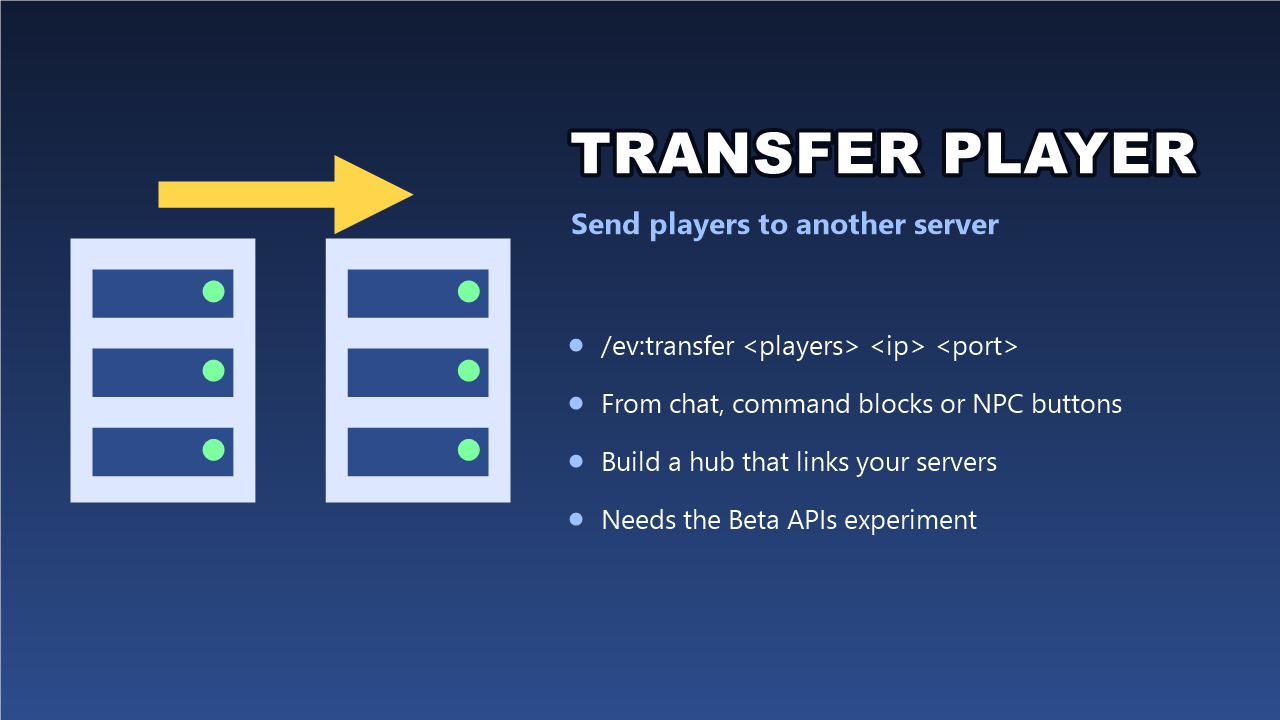 TRANSFER PLAYER
Send players to another server
/ev:transfer <players> <ip> <port>
From chat, command blocks or NPC buttons
Build a hub that links your servers
Needs the Beta APIs experiment